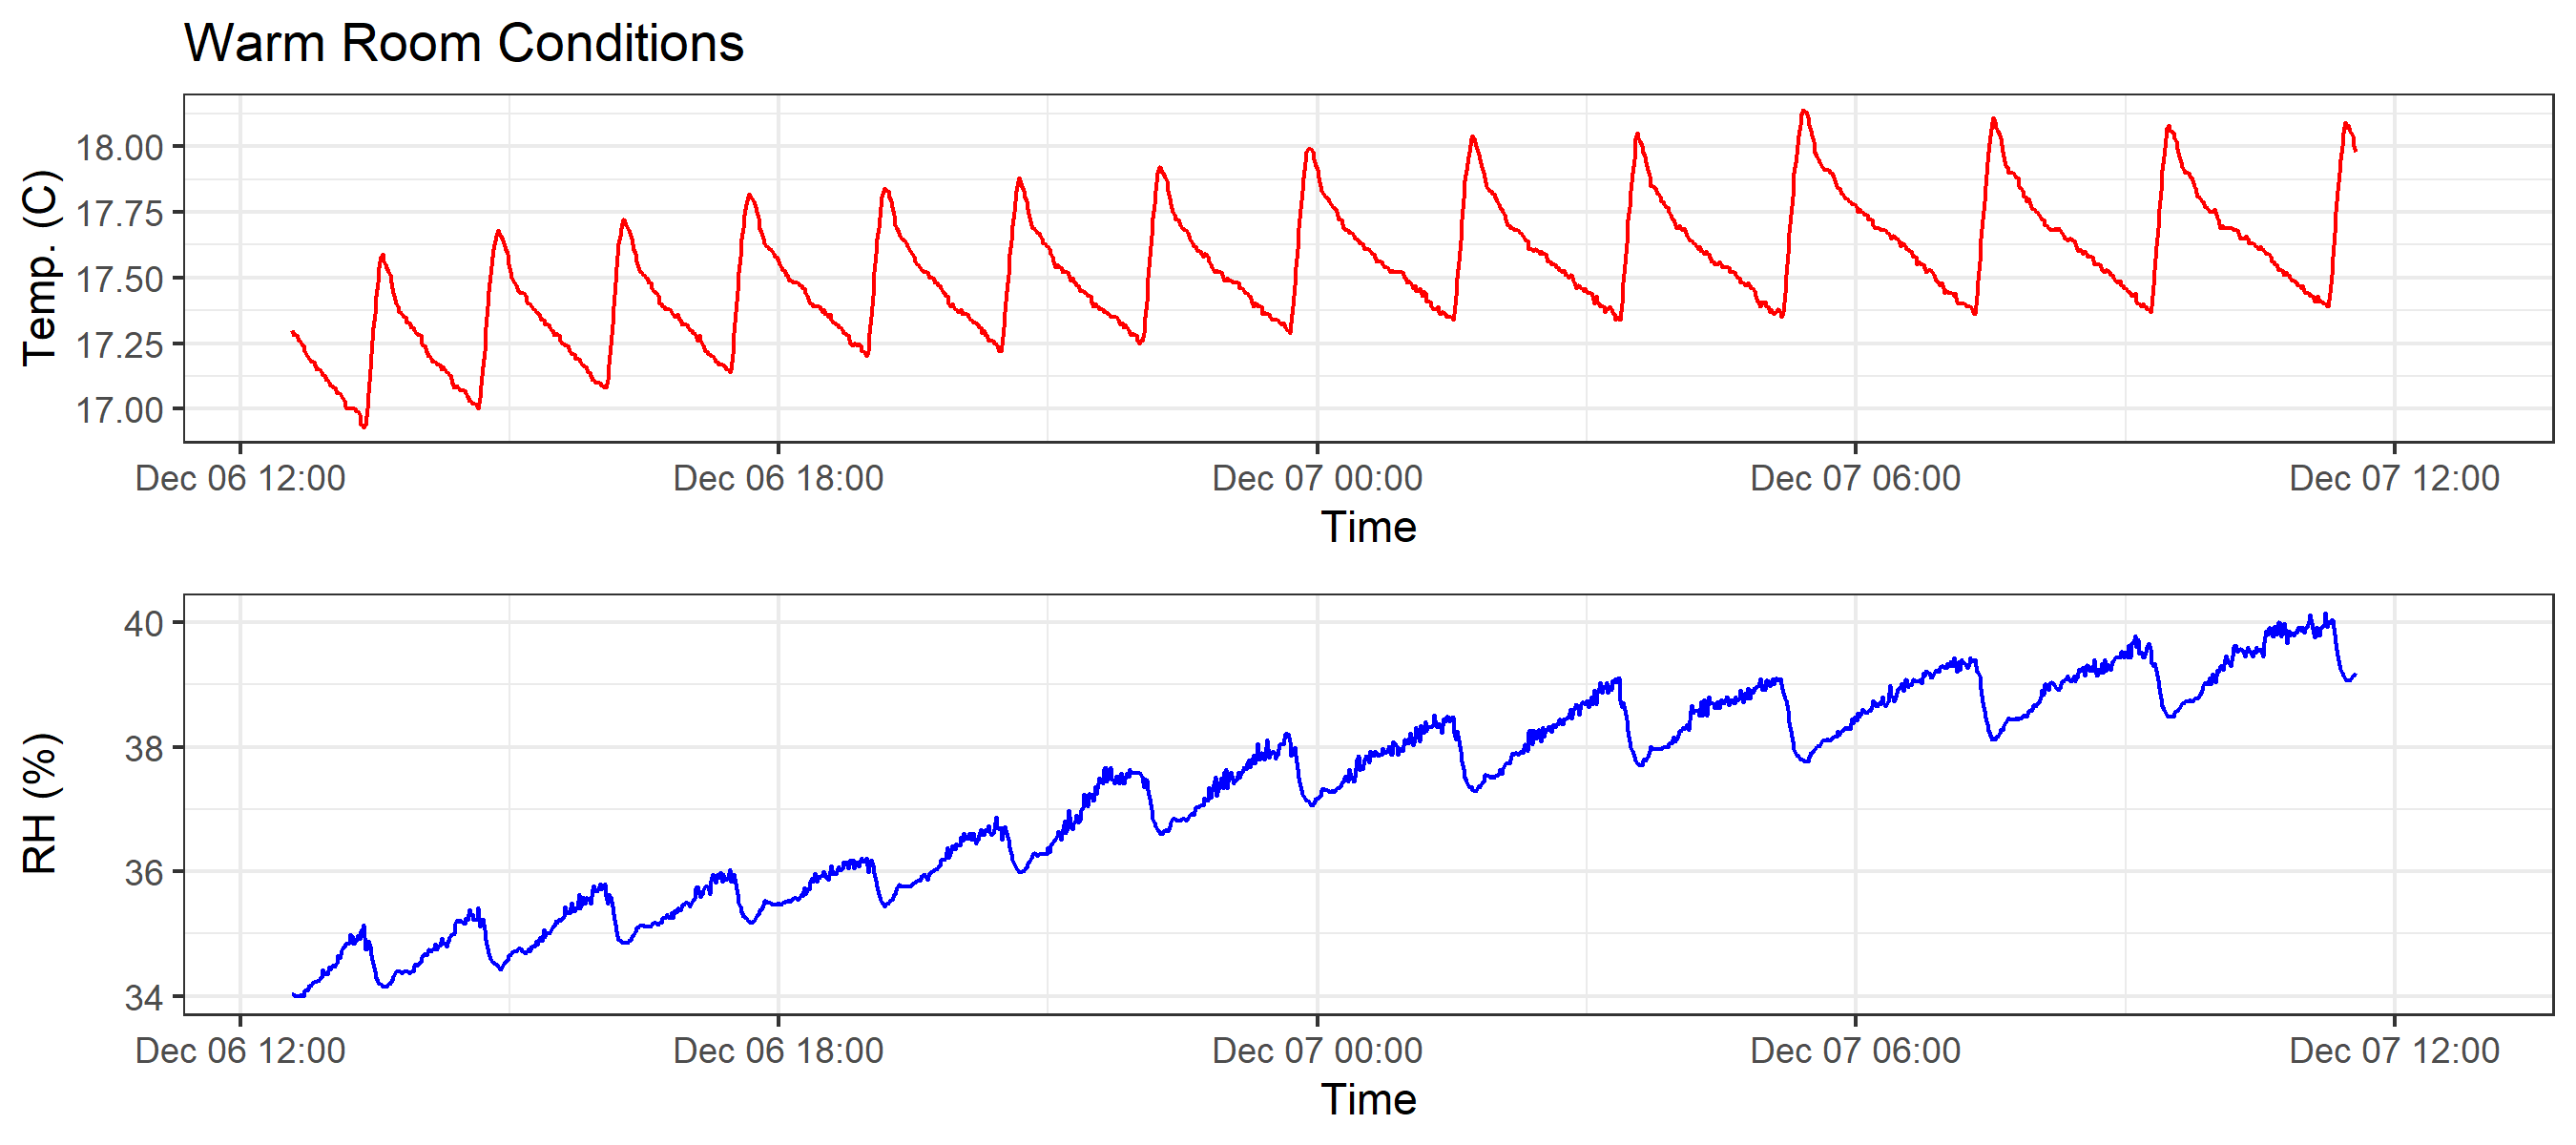 Warm Room Conditions
Temp. (C)
18.00
17.75
17.50
17.25
17.00
Dec 06 12:00 Dec 06 18:00 Dec 07 00:00 Dec 07 06:00 Dec 07 12:00
Time
RH (%)
40
38
36
34
Dec 06 12:00 Dec 06 18:00 Dec 07 00:00 Dec 07 06:00 Dec 07 12:00
Time